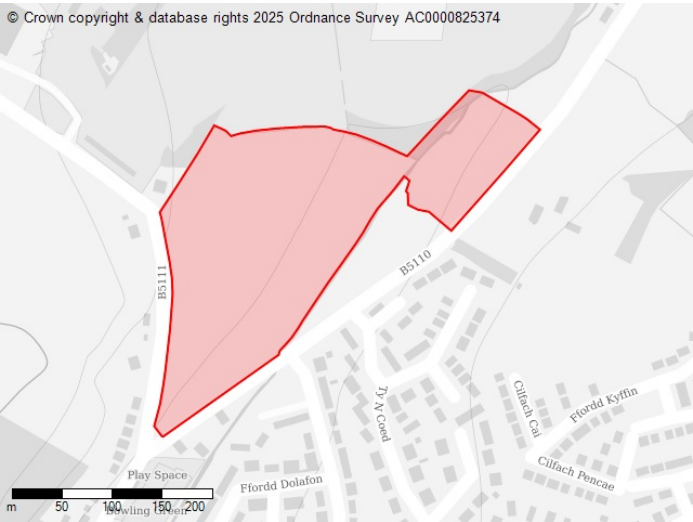 © Crown copyright & database rights 2025 Ordnance Survey AC0000825374
B5110
B5111
Ty N Coed
Cilfach Cai
Ffordd Kyffin
Cilfach Pencae
Play Space
Ffordd Dolafon
m 50 100 150 200
Bowling Green